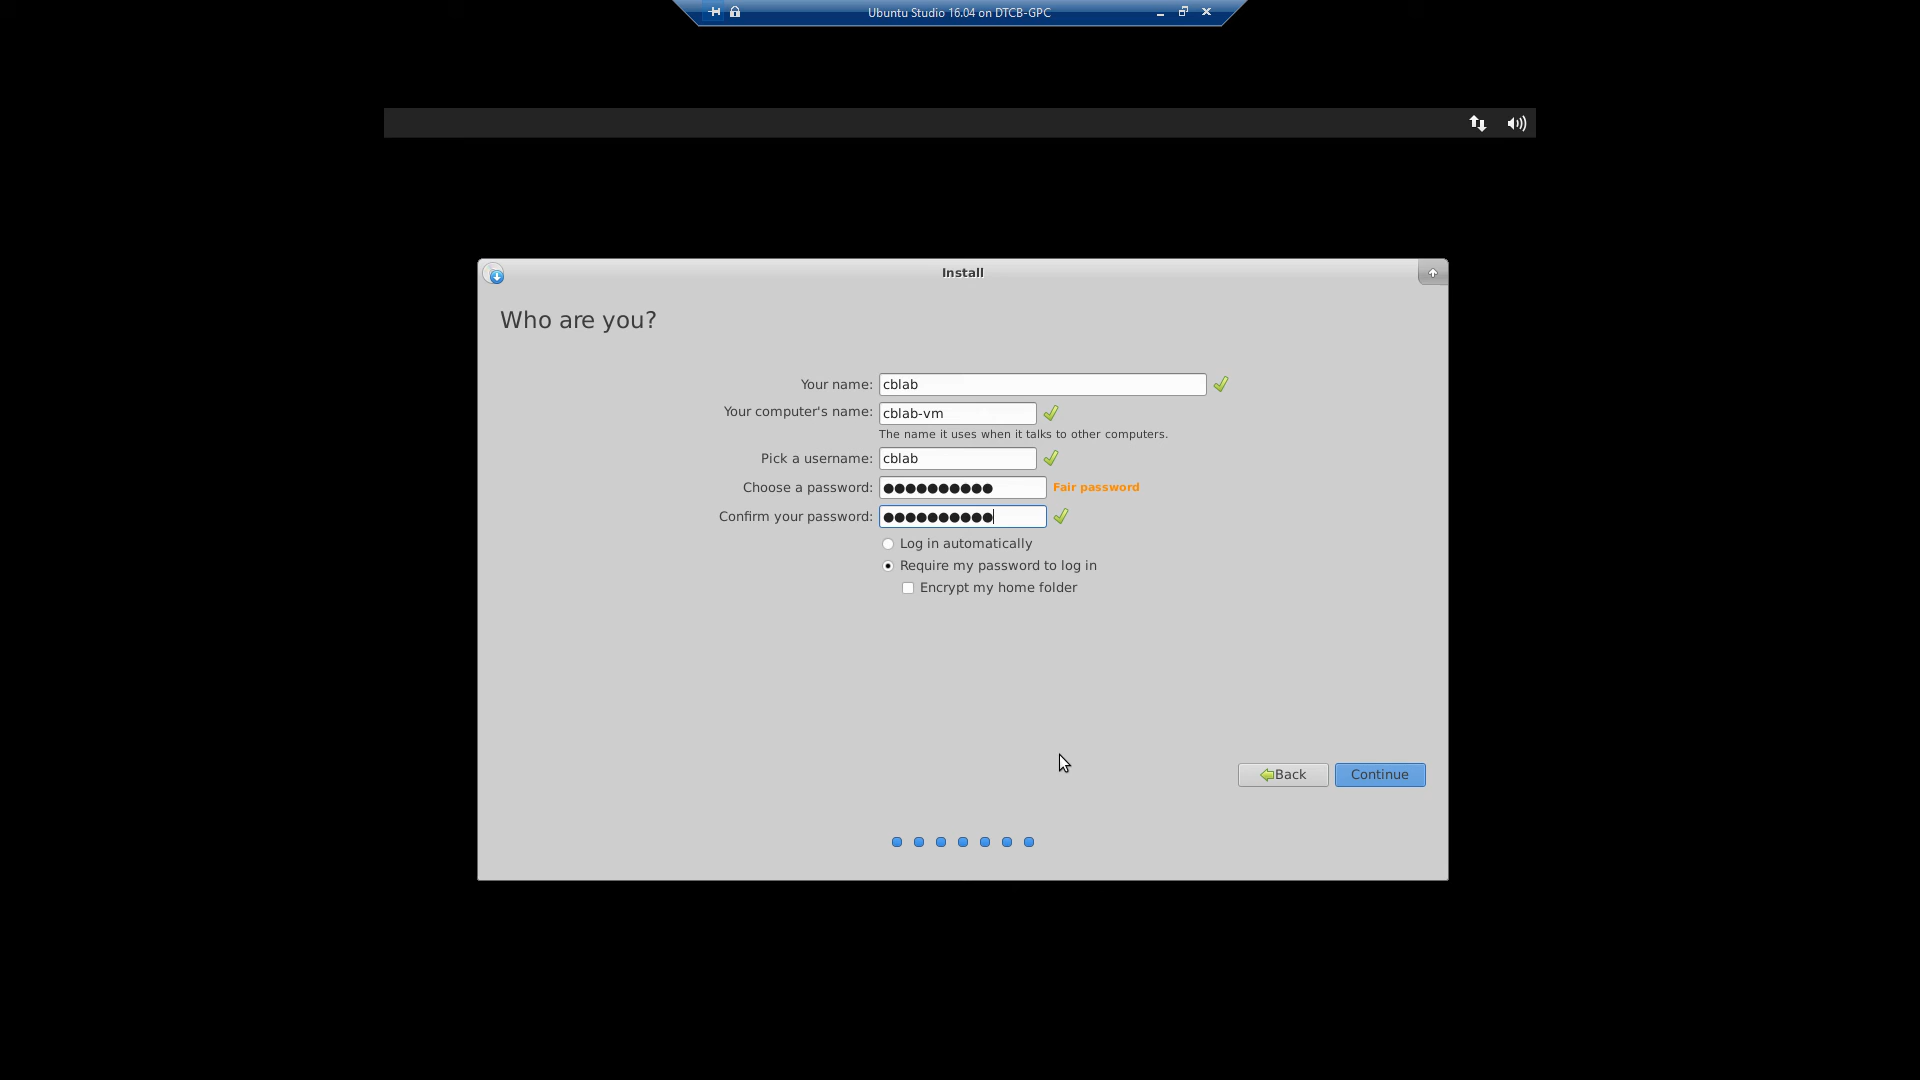 Ubuntu Studio 16.04 on DTCB-GPC
Install
Who are you?
Your name: cblab
Your computer's name: cblab-vm
The name it uses when it talks to other computers.
Pick a username: cblab
Choose a password: ●●●●●●●●●● Fair password
Confirm your password: ●●●●●●●●●●
Log in automatically
Require my password to log in
Encrypt my home folder
Back Continue